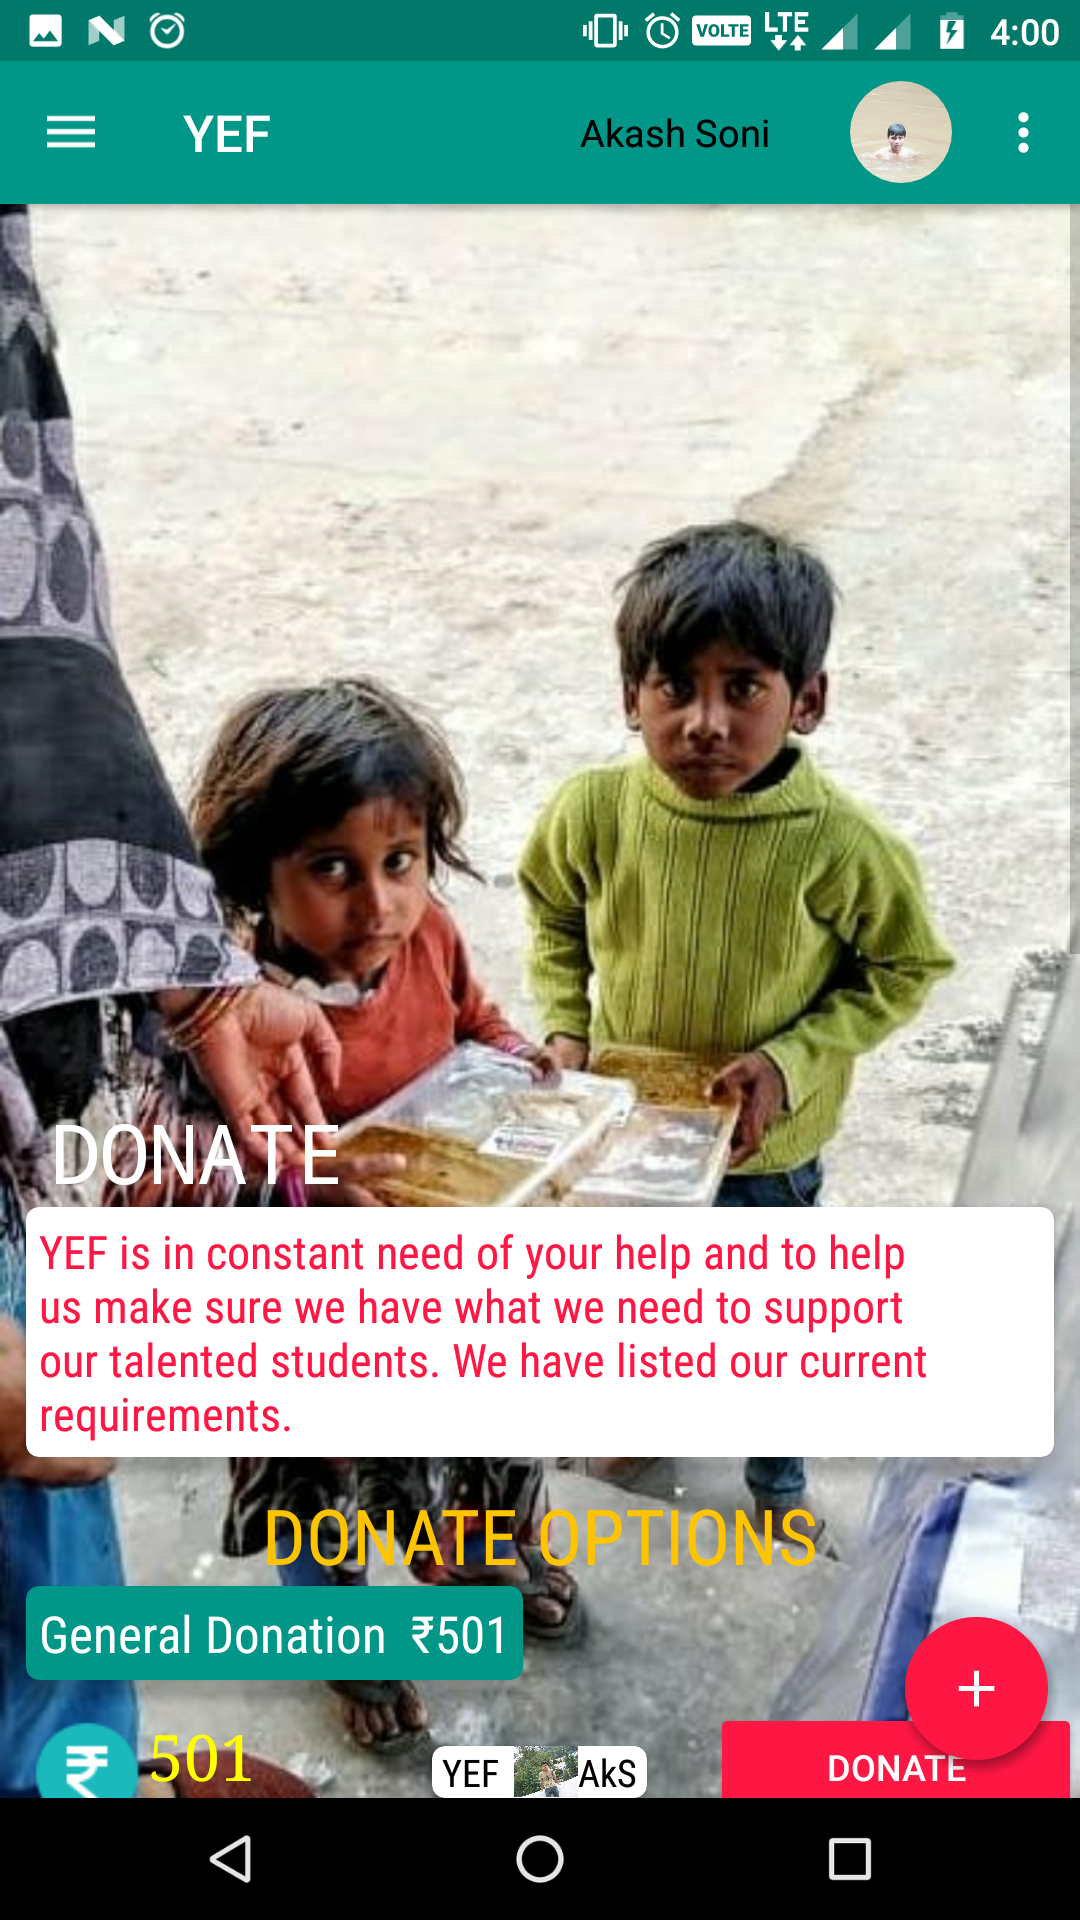 VOLTE LTE 4:00
YEF Akash Soni
DONATE
YEF is in constant need of your help and to help
us make sure we have what we need to support
our talented students. We have listed our current
requirements.
DONATE OPTIONS
General Donation ₹501
₹ 501 YEF AkS DONATE